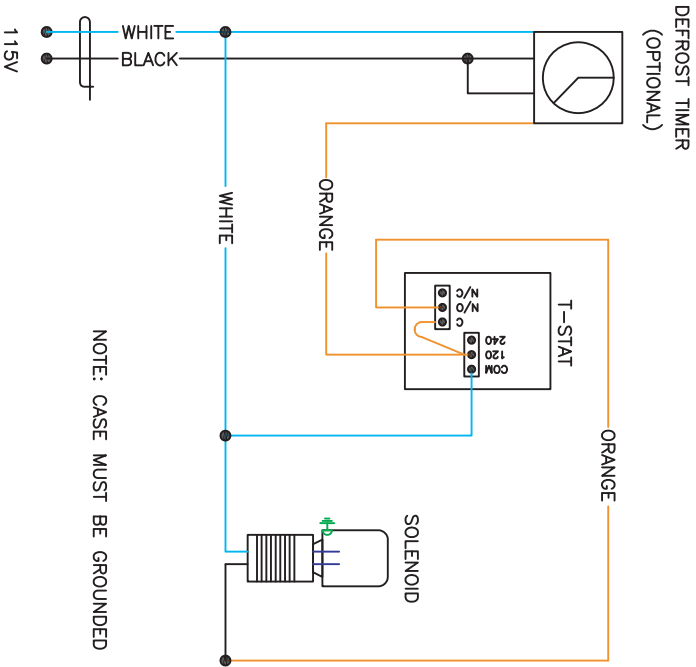 DEFROST TIMER
(OPTIONAL)
WHITE
BLACK
115V
ORANGE
WHITE
T-STAT
N/C
N/O
C
240
120
COM
ORANGE
SOLENOID
NOTE: CASE MUST BE GROUNDED